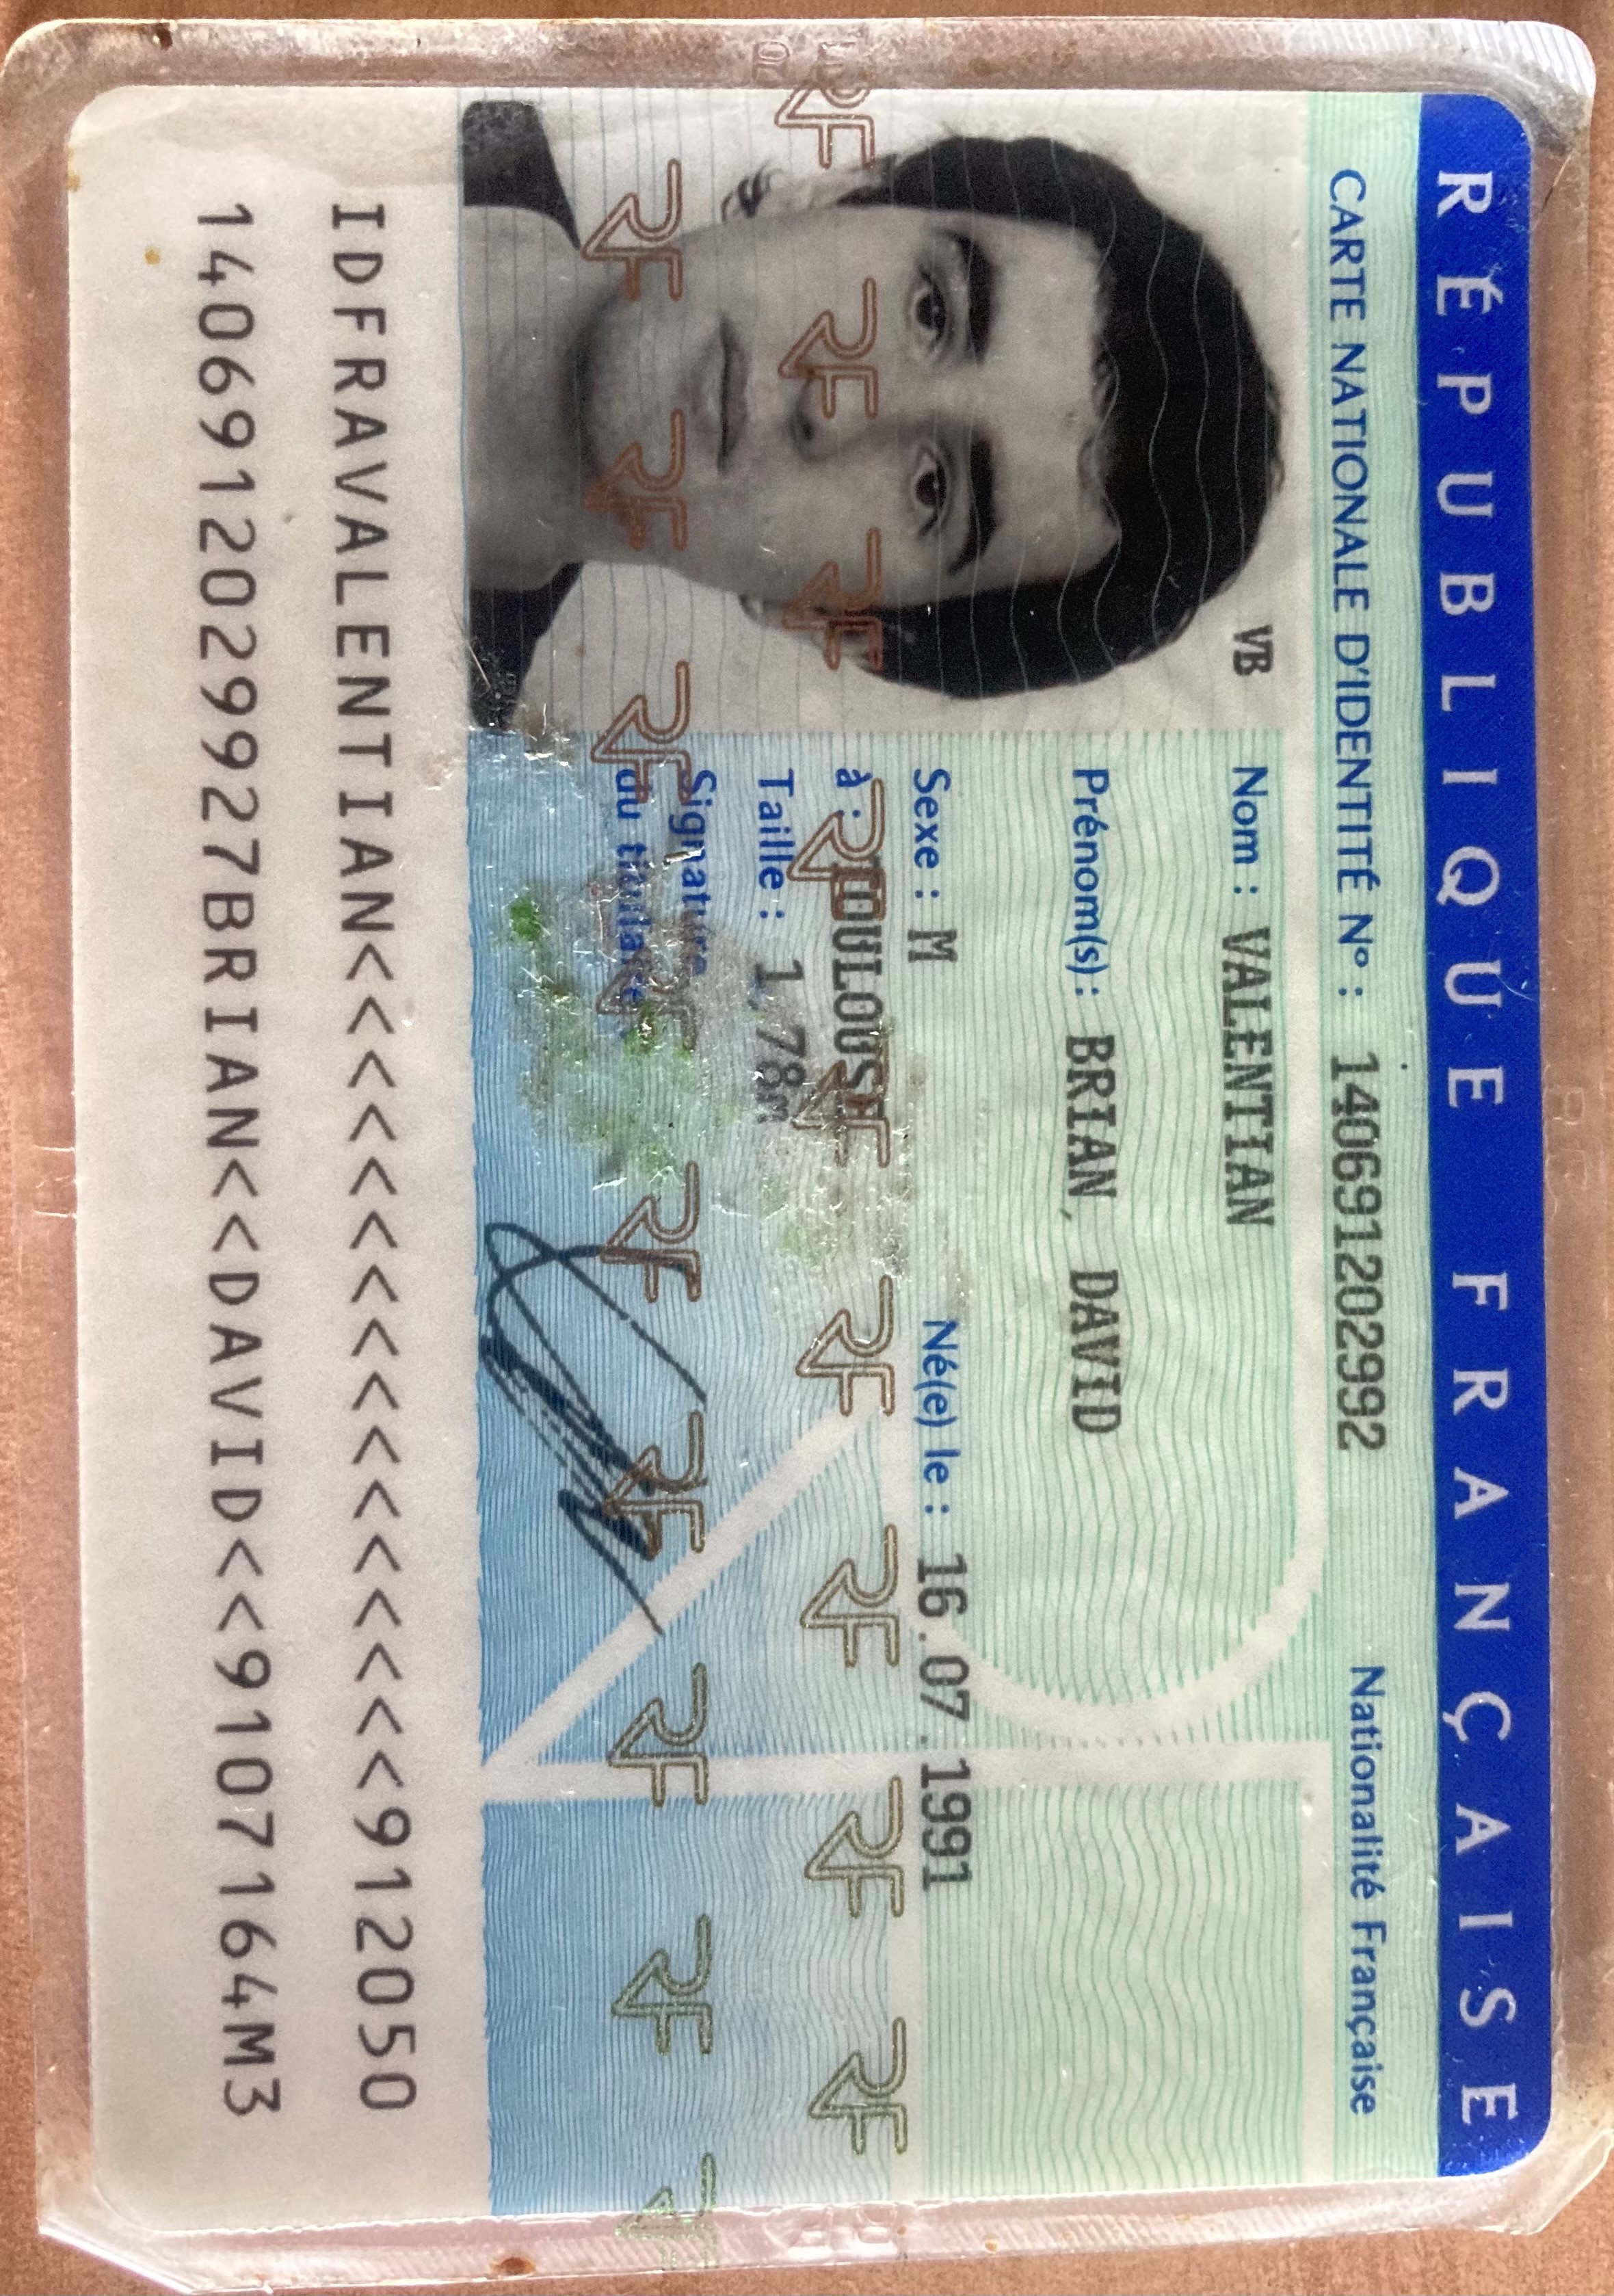 RÉPUBLIQUE FRANÇAISE
CARTE NATIONALE D'IDENTITÉ Nº : 140691202992 Nationalité Française
VB
Nom : VALENTIAN
Prénom(s) : BRIAN, DAVID
Sexe : M Né(e) le : 16.07.1991
à : TOULOUSE
Taille : 1,78m
Signature
du titulaire
RF RF RF RF RF RF RF RF RF
RF RF RF RF RF RF RF RF RF
IDFRAVALENTIAN<<<<<<<<<<<<<<<<912050
1406912029927BRIAN<<DAVID<<9107164M3